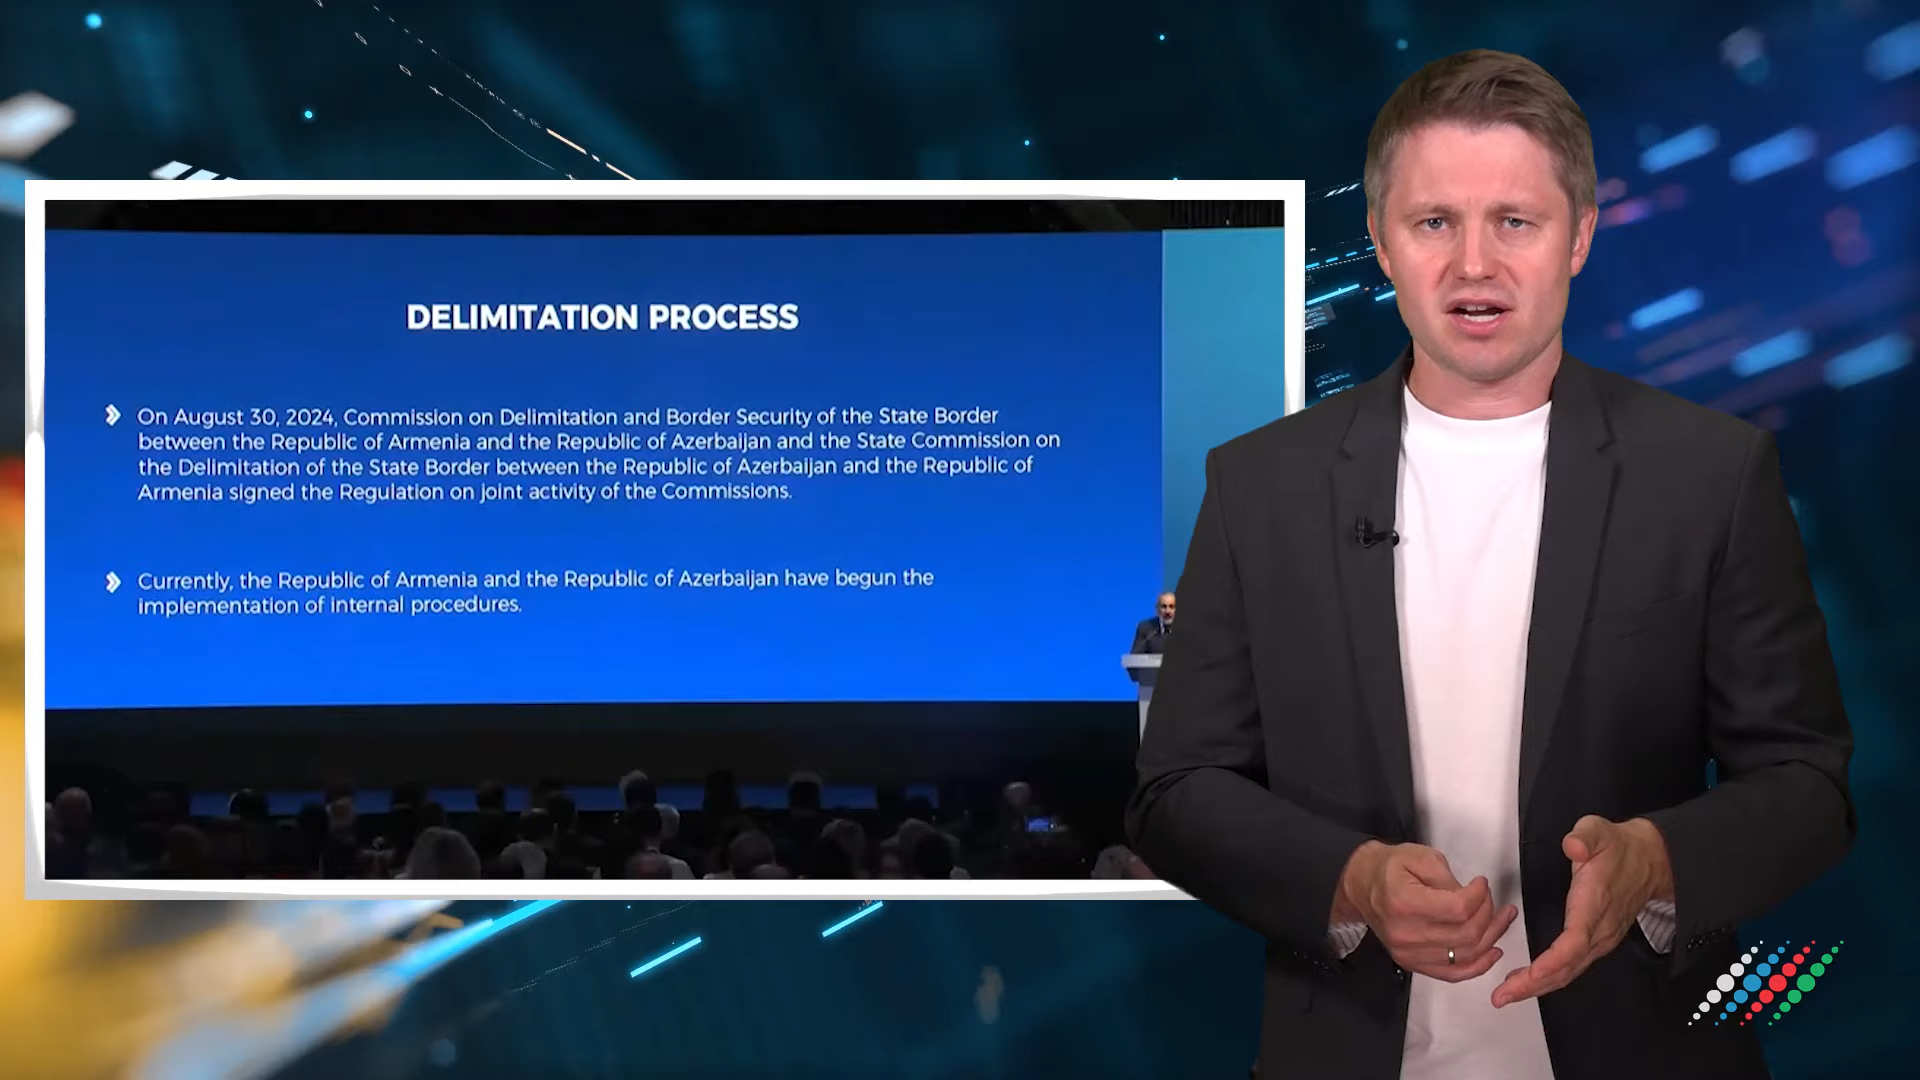 DELIMITATION PROCESS
On August 30, 2024, Commission on Delimitation and Border Security of the State Border
between the Republic of Armenia and the Republic of Azerbaijan and the State Commission on
the Delimitation of the State Border between the Republic of Azerbaijan and the Republic of
Armenia signed the Regulation on joint activity of the Commissions.
Currently, the Republic of Armenia and the Republic of Azerbaijan have begun the
implementation of internal procedures.